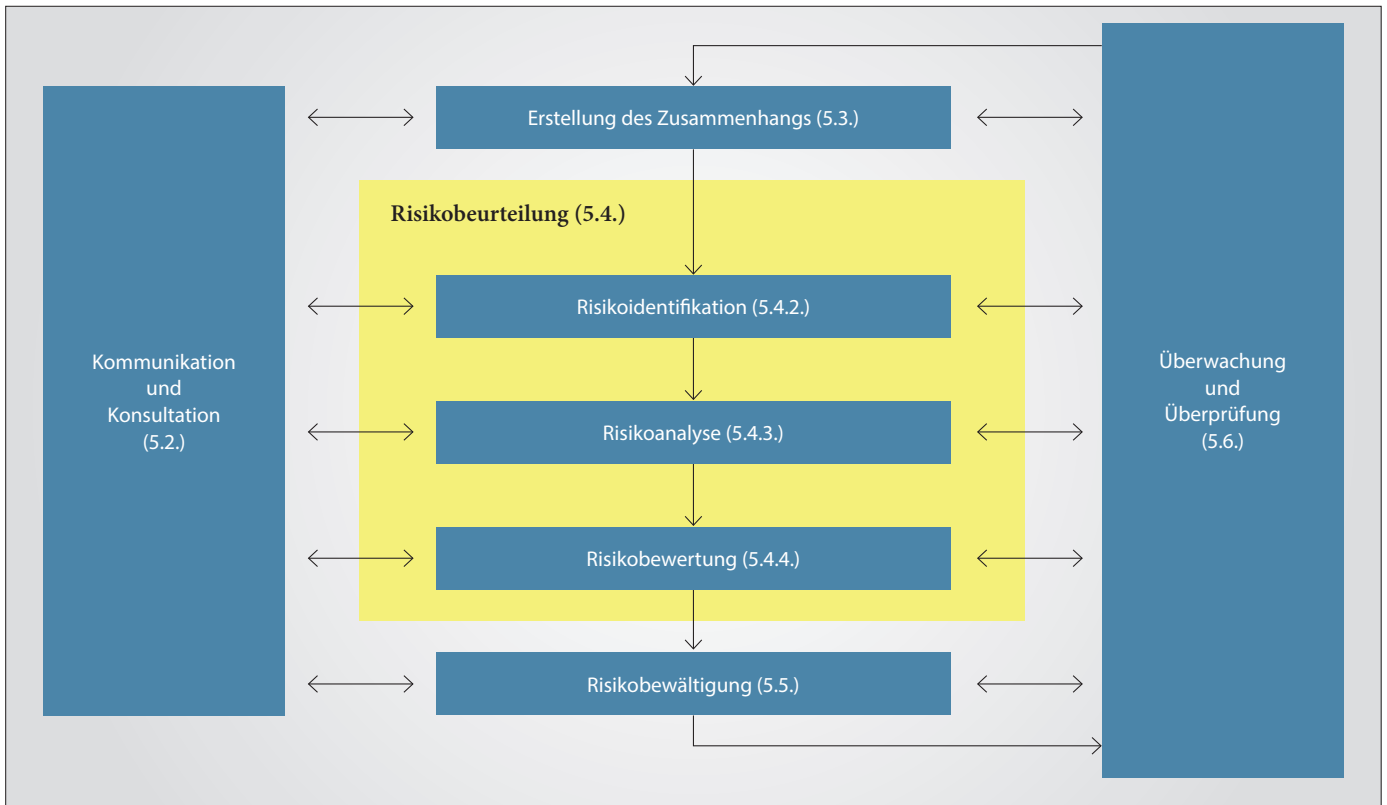 Erstellung des Zusammenhangs (5.3.)
Risikobeurteilung (5.4.)
Risikoidentifikation (5.4.2.)
Kommunikation
und
Konsultation
(5.2.)
Risikoanalyse (5.4.3.)
Überwachung
und
Überprüfung
(5.6.)
Risikobewertung (5.4.4.)
Risikobewältigung (5.5.)